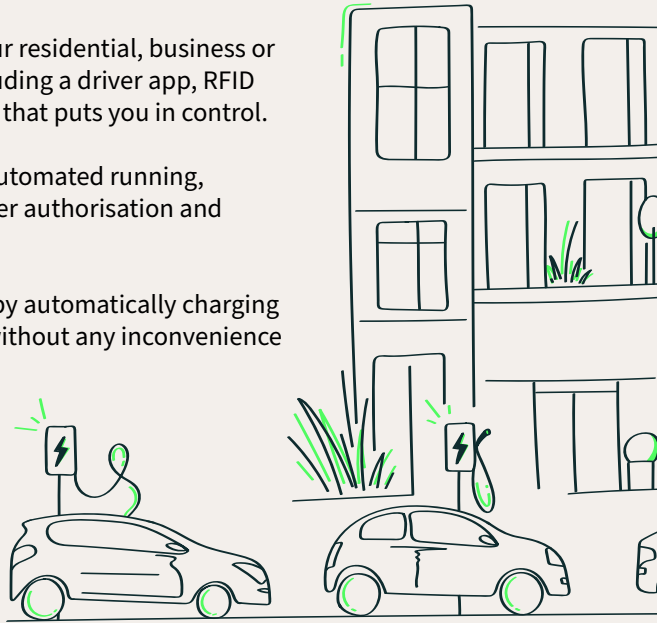 ur residential, business or
uding a driver app, RFID
that puts you in control.
utomated running,
er authorisation and
by automatically charging
without any inconvenience